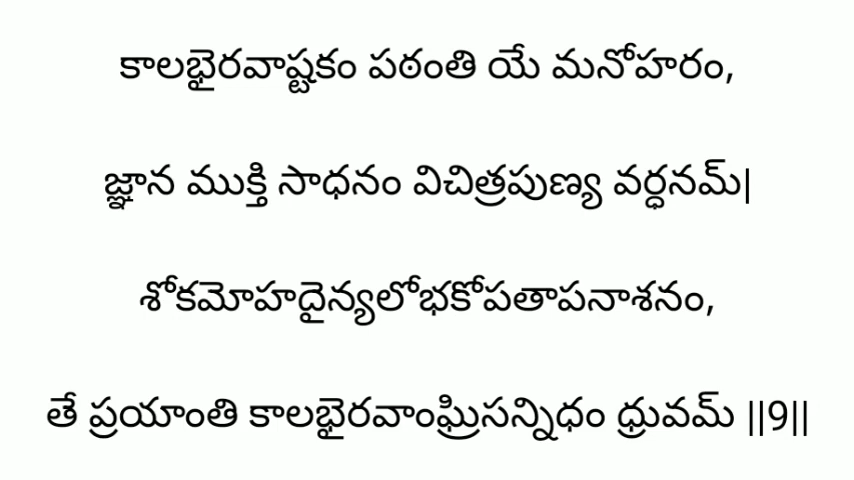 కాలభైరవాష్టకం పఠంతి యే మనోహరం,
జ్ఞాన ముక్తి సాధనం విచిత్రపుణ్య వర్ధనమ్|
శోకమోహదైన్యలోభకోపతాపనాశనం,
తే ప్రయాంతి కాలభైరవాంఘ్రిసన్నిధం ధ్రువమ్ ||9||